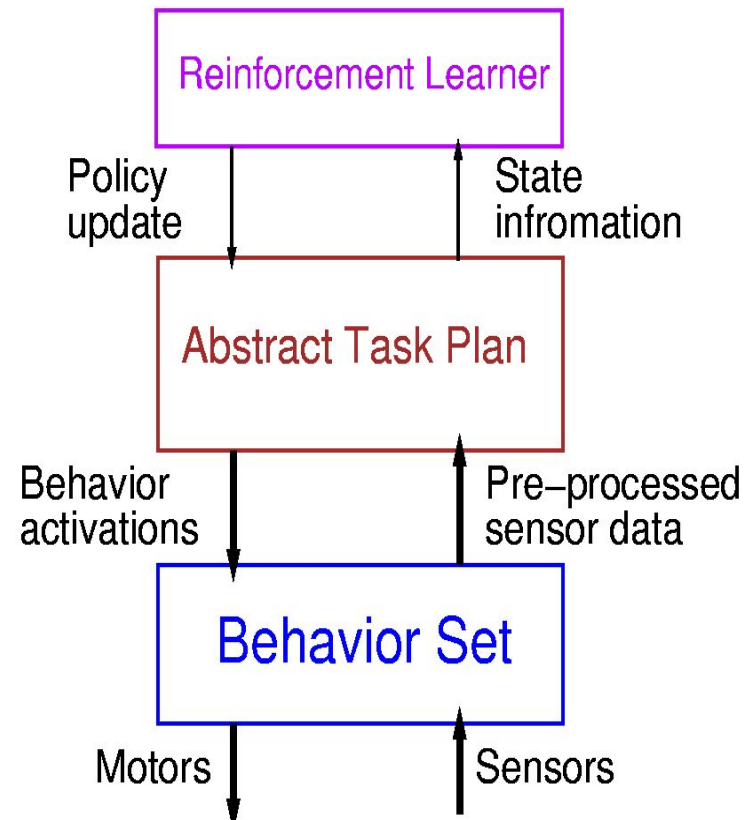 Reinforcement Learner
Policy
update
State
infromation
Abstract Task Plan
Behavior
activations
Pre–processed
sensor data
Behavior Set
Motors
Sensors